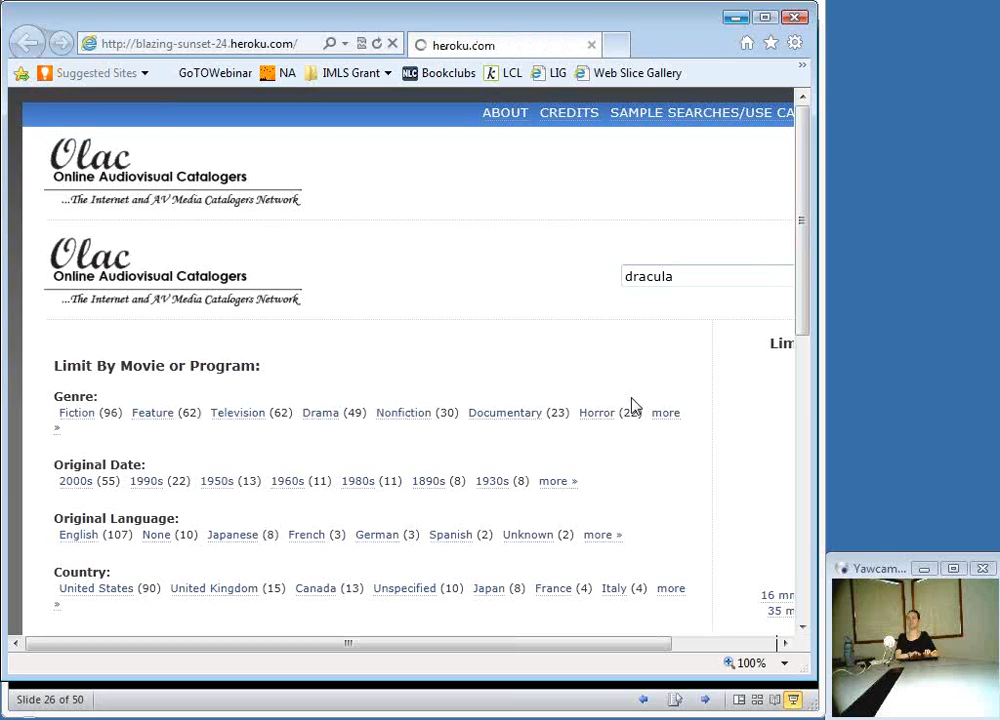 http://blazing-sunset-24.heroku.com/
heroku.com
Suggested Sites
GoTOWebinar
NA
IMLS Grant
NLC Bookclubs
k LCL
LIG
Web Slice Gallery
»
ABOUT CREDITS SAMPLE SEARCHES/USE CA
Olac
Online Audiovisual Catalogers
...The Internet and AV Media Catalogers Network
Olac
Online Audiovisual Catalogers
...The Internet and AV Media Catalogers Network
dracula
Limit By Movie or Program:
Lim
Genre:
Fiction (96) Feature (62) Television (62) Drama (49) Nonfiction (30) Documentary (23) Horror more
»
Original Date:
2000s (55) 1990s (22) 1950s (13) 1960s (11) 1980s (11) 1890s (8) 1930s (8) more »
Original Language:
English (107) None (10) Japanese (8) French (3) German (3) Spanish (2) Unknown (2) more »
Country:
United States (90) United Kingdom (15) Canada (13) Unspecified (10) Japan (8) France (4) Italy (4) more
»
16 mr
35 m
100%
Slide 26 of 50
Yawcam...